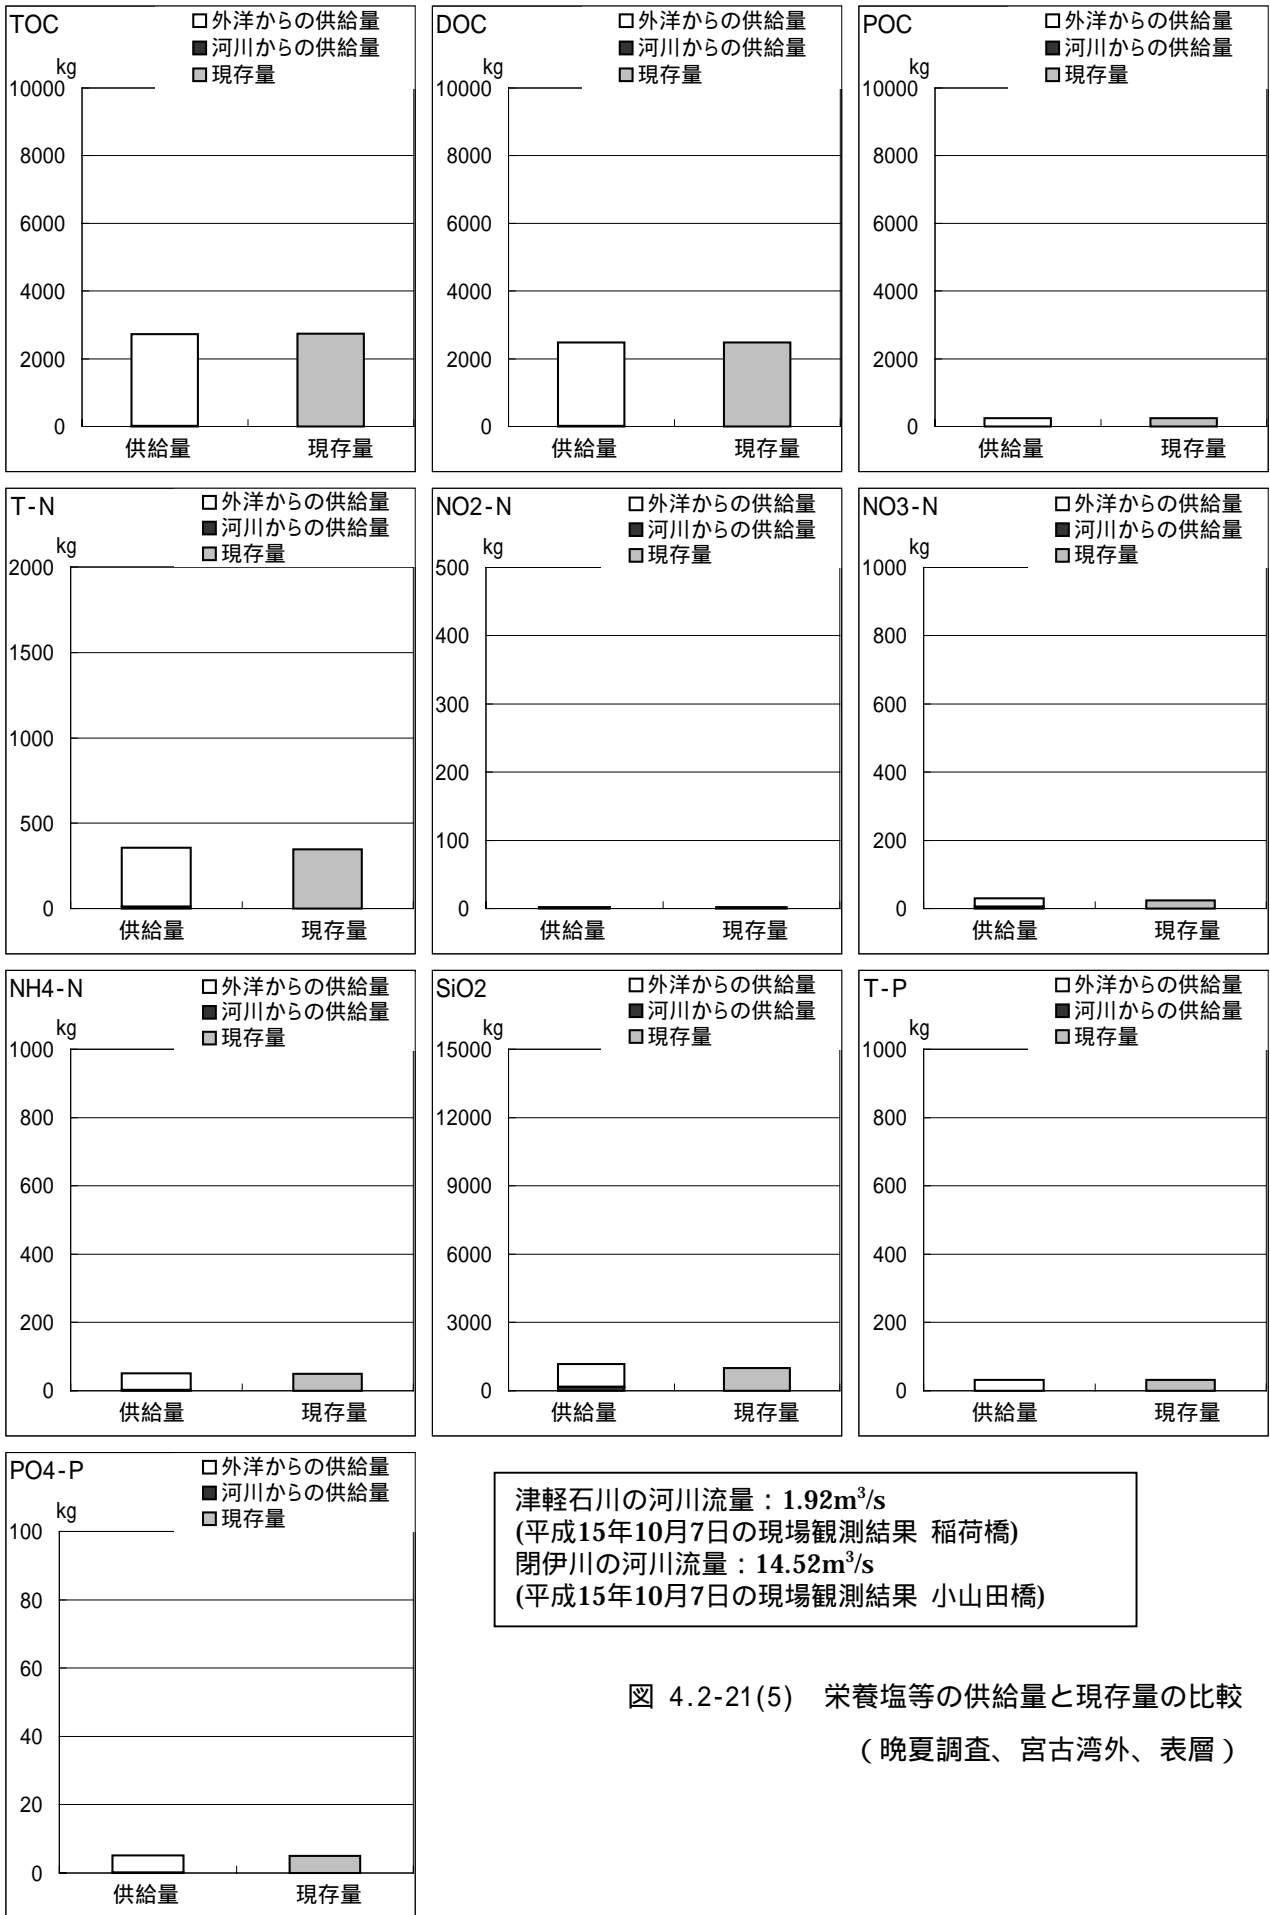 TOC
□外洋からの供給量
■河川からの供給量
■現存量
kg
10000
8000
6000
4000
2000
0
供給量 現存量
DOC
□外洋からの供給量
■河川からの供給量
■現存量
kg
10000
8000
6000
4000
2000
0
供給量 現存量
POC
□外洋からの供給量
■河川からの供給量
■現存量
kg
10000
8000
6000
4000
2000
0
供給量 現存量
T-N
□外洋からの供給量
■河川からの供給量
■現存量
kg
2000
1500
1000
500
0
供給量 現存量
NO2-N
□外洋からの供給量
■河川からの供給量
■現存量
kg
500
400
300
200
100
0
供給量 現存量
NO3-N
□外洋からの供給量
■河川からの供給量
■現存量
kg
1000
800
600
400
200
0
供給量 現存量
NH4-N
□外洋からの供給量
■河川からの供給量
■現存量
kg
1000
800
600
400
200
0
供給量 現存量
SiO2
□外洋からの供給量
■河川からの供給量
■現存量
kg
15000
12000
9000
6000
3000
0
供給量 現存量
T-P
□外洋からの供給量
■河川からの供給量
■現存量
kg
1000
800
600
400
200
0
供給量 現存量
PO4-P
□外洋からの供給量
■河川からの供給量
■現存量
kg
100
80
60
40
20
0
供給量 現存量
津軽石川の河川流量：1.92m³/s
(平成15年10月7日の現場観測結果 稲荷橋)
閉伊川の河川流量：14.52m³/s
(平成15年10月7日の現場観測結果 小山田橋)
図 4.2-21(5) 栄養塩等の供給量と現存量の比較
（晩夏調査、宮古湾外、表層）